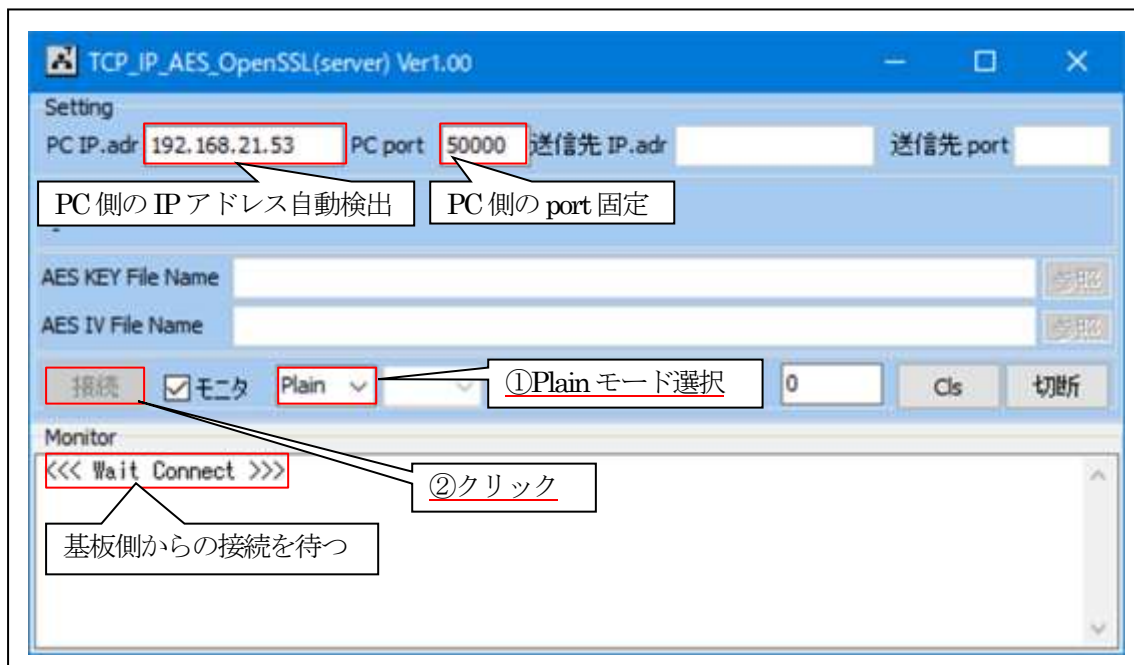 TCP_IP_AES_OpenSSL(server) Ver1.00
Setting
PC IP.adr 192.168.21.53 PC port 50000 送信先 IP.adr 送信先 port
PC側のIPアドレス自動検出 PC側のport固定
AES KEY File Name 参照
AES IV File Name 参照
接続 モニタ Plain ①Plainモード選択 0 Cls 切断
Monitor
<<< Wait Connect >>>
②クリック
基板側からの接続を待つ